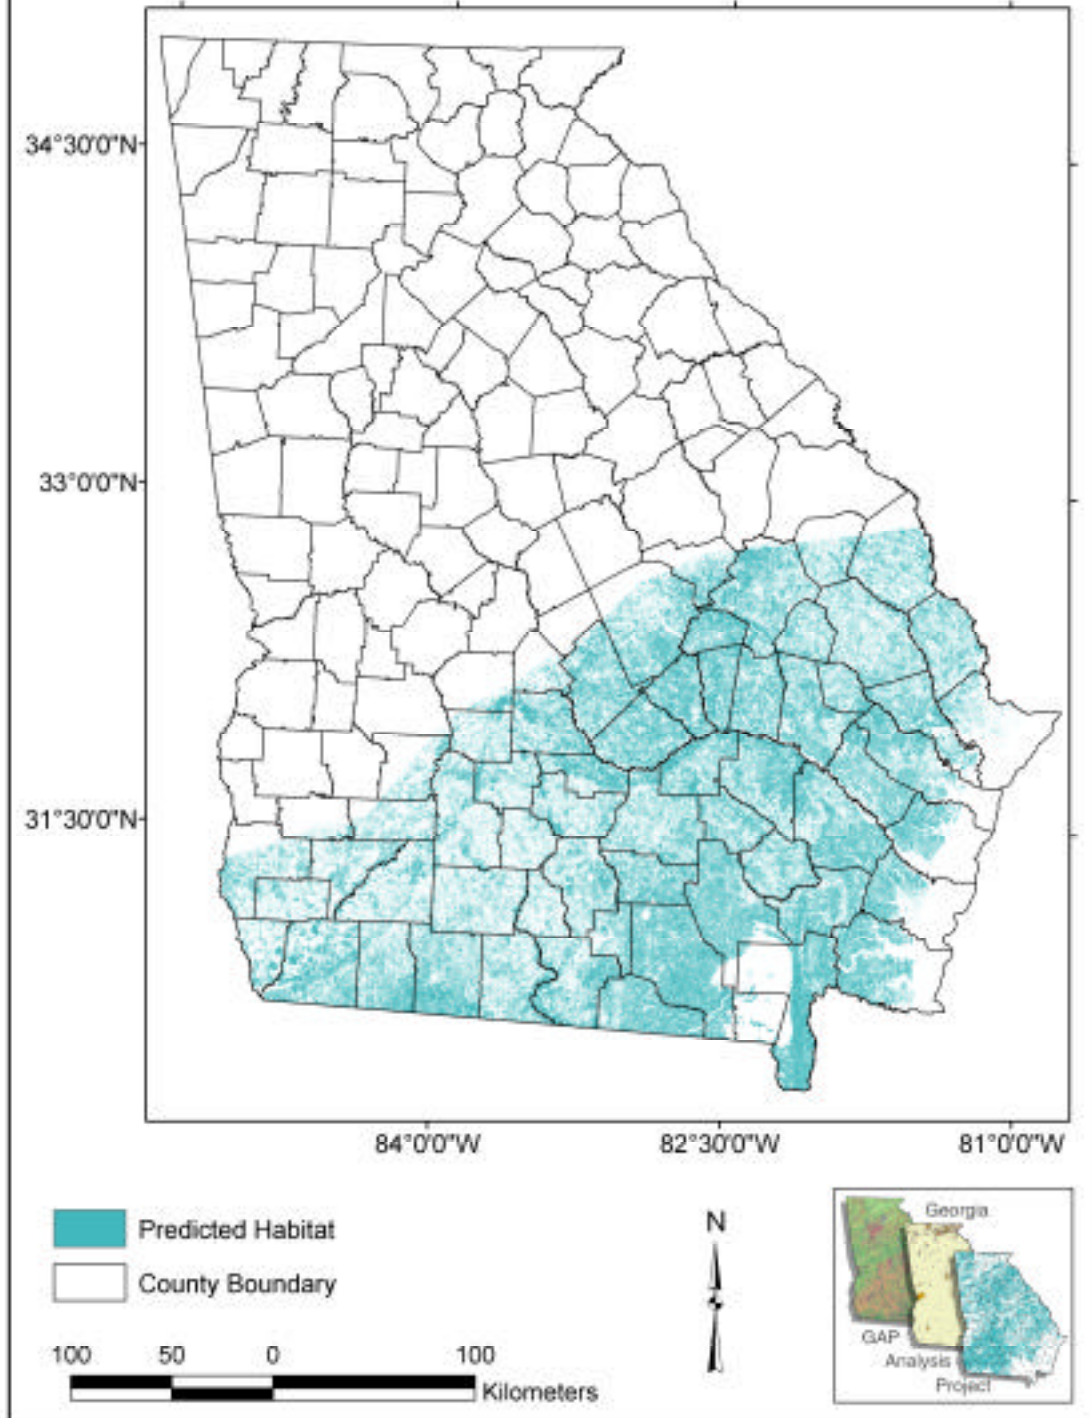 34°30'0"N
33°0'0"N
31°30'0"N
84°0'0"W
82°30'0"W
81°0'0"W
Predicted Habitat
County Boundary
N
100
50
0
100
Kilometers
Georgia
GAP
Analysis
Project